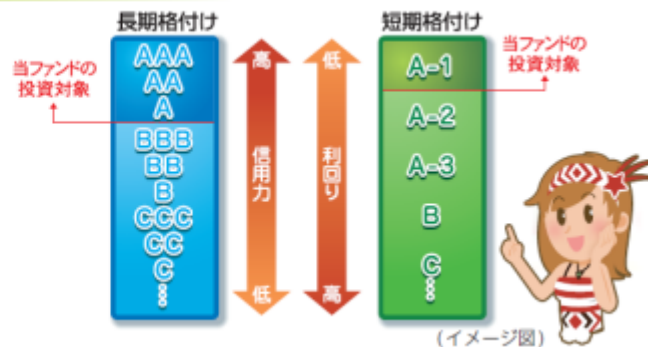 長期格付け
短期格付け
当ファンドの
投資対象
AAA
AA
A
BBB
BB
B
CCC
CC
C
高
信用力
低
低
利回り
高
A-1
A-2
A-3
B
C
当ファンドの
投資対象
(イメージ図)